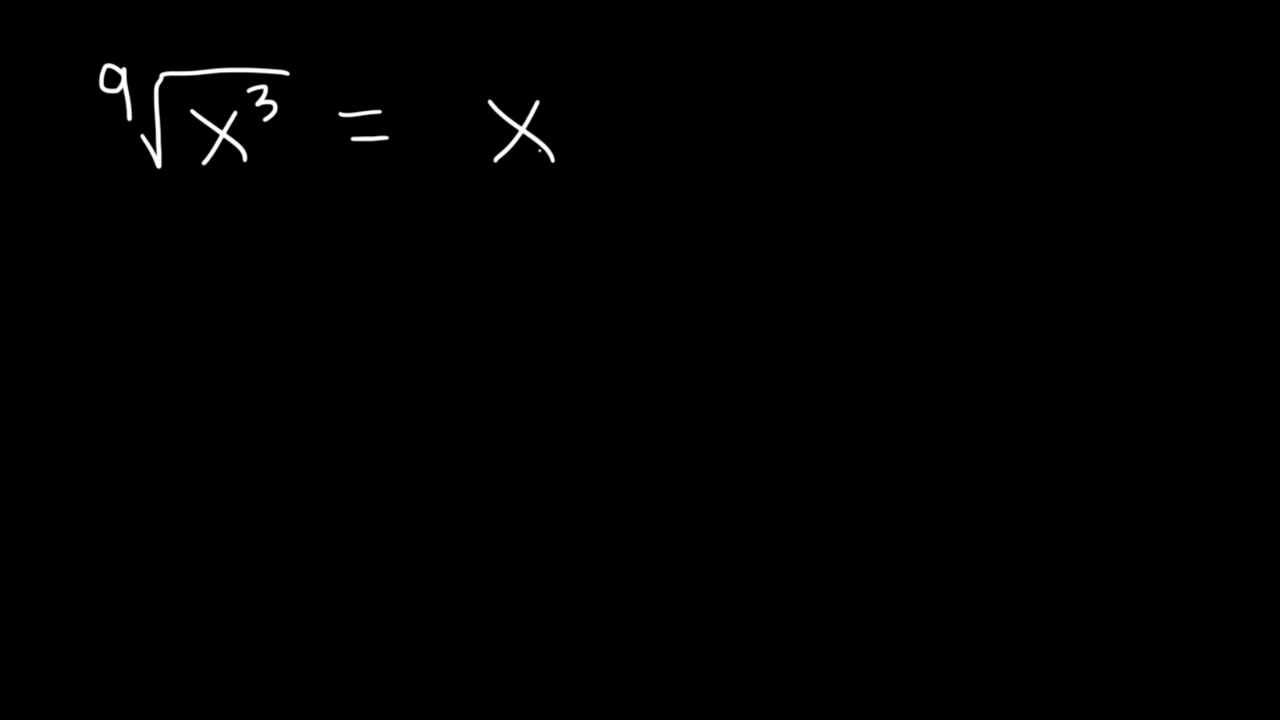 ⁹√x³ = x